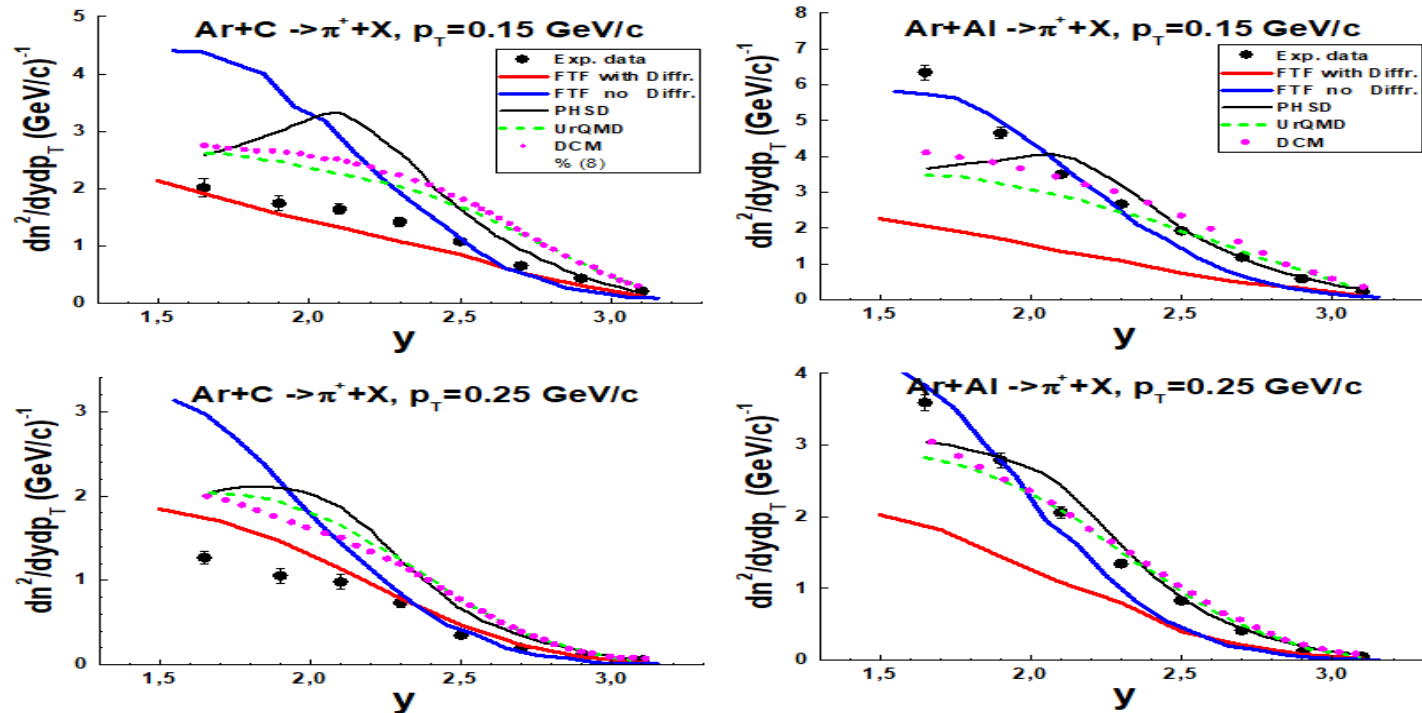 Ar+C ->π⁺+X, p_T=0.15 GeV/c
dn²/dydp_T (GeV/c)⁻¹
5
4
3
2
1
0
Exp. data
FTF with Diffr.
FTF no Diffr.
PHSD
UrQMD
DCM
% (8)
1,5 2,0 2,5 3,0
y
Ar+Al ->π⁺+X, p_T=0.15 GeV/c
dn²/dydp_T (GeV/c)⁻¹
8
7
6
5
4
3
2
1
0
Exp. data
FTF with Diffr.
FTF no Diffr.
PHSD
UrQMD
DCM
1,5 2,0 2,5 3,0
y
Ar+C ->π⁺+X, p_T=0.25 GeV/c
dn²/dydp_T (GeV/c)⁻¹
3
2
1
0
1,5 2,0 2,5 3,0
y
Ar+Al ->π⁺+X, p_T=0.25 GeV/c
dn²/dydp_T (GeV/c)⁻¹
4
3
2
1
0
1,5 2,0 2,5 3,0
y